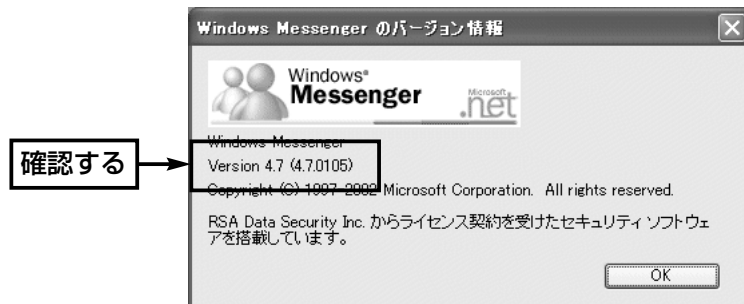 Windows Messenger のバージョン情報
Windows®
Messenger
Microsoft
.net
Windows Messenger
確認する
Version 4.7 (4.7.0105)
Copyright (C) 1997-2002 Microsoft Corporation. All rights reserved.
RSA Data Security Inc. からライセンス契約を受けたセキュリティ ソフトウェ
アを搭載しています。
OK